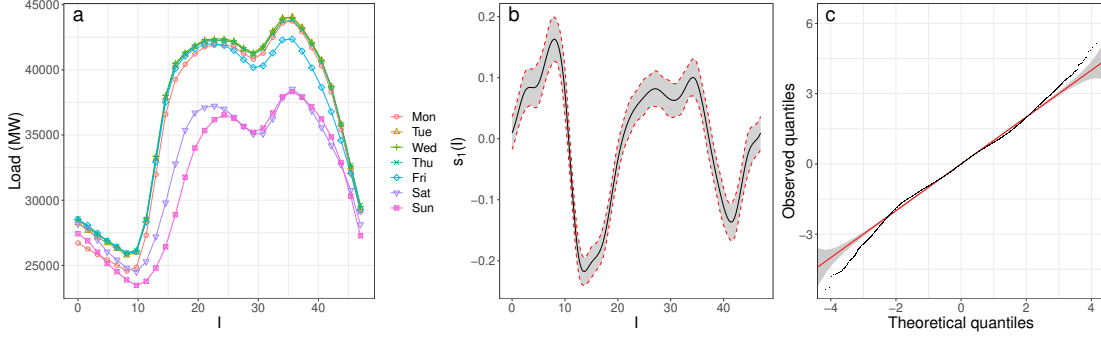 a
Load (MW)
45000
40000
35000
30000
25000
0
10
20
30
40
I
Mon
Tue
Wed
Thu
Fri
Sat
Sun
b
s₁(I)
0.2
0.1
0.0
−0.1
−0.2
0
10
20
30
40
I
c
Observed quantiles
6
3
0
−3
−4
−2
0
2
4
Theoretical quantiles